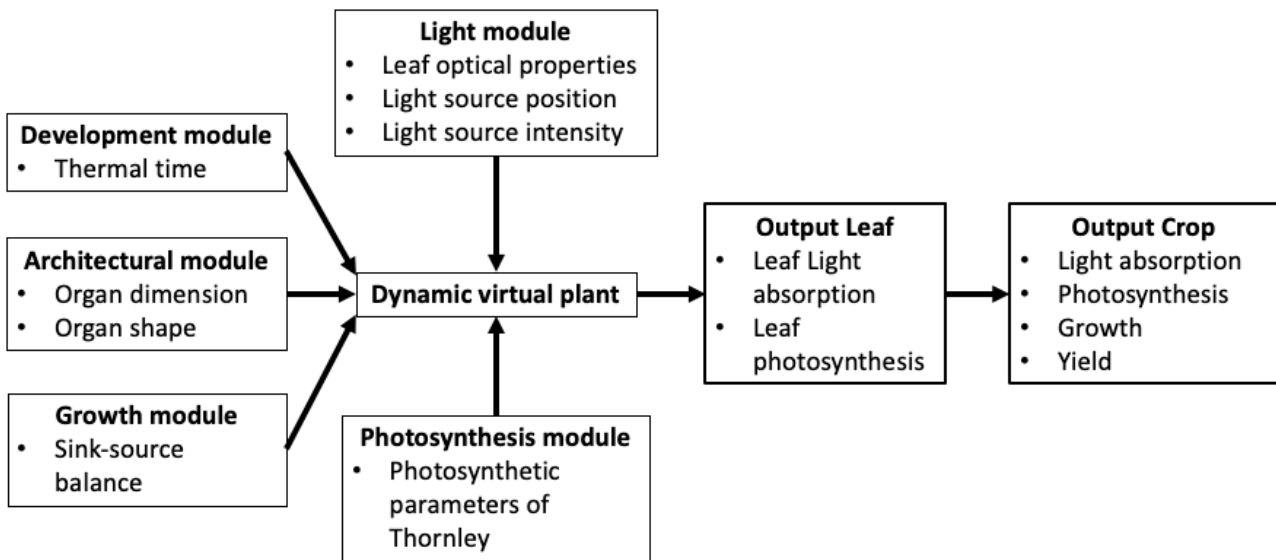 Light module
• Leaf optical properties
• Light source position
• Light source intensity
Development module
• Thermal time
Architectural module
• Organ dimension
• Organ shape
Growth module
• Sink-source
balance
Dynamic virtual plant
Photosynthesis module
• Photosynthetic
parameters of
Thornley
Output Leaf
• Leaf Light
absorption
• Leaf
photosynthesis
Output Crop
• Light absorption
• Photosynthesis
• Growth
• Yield